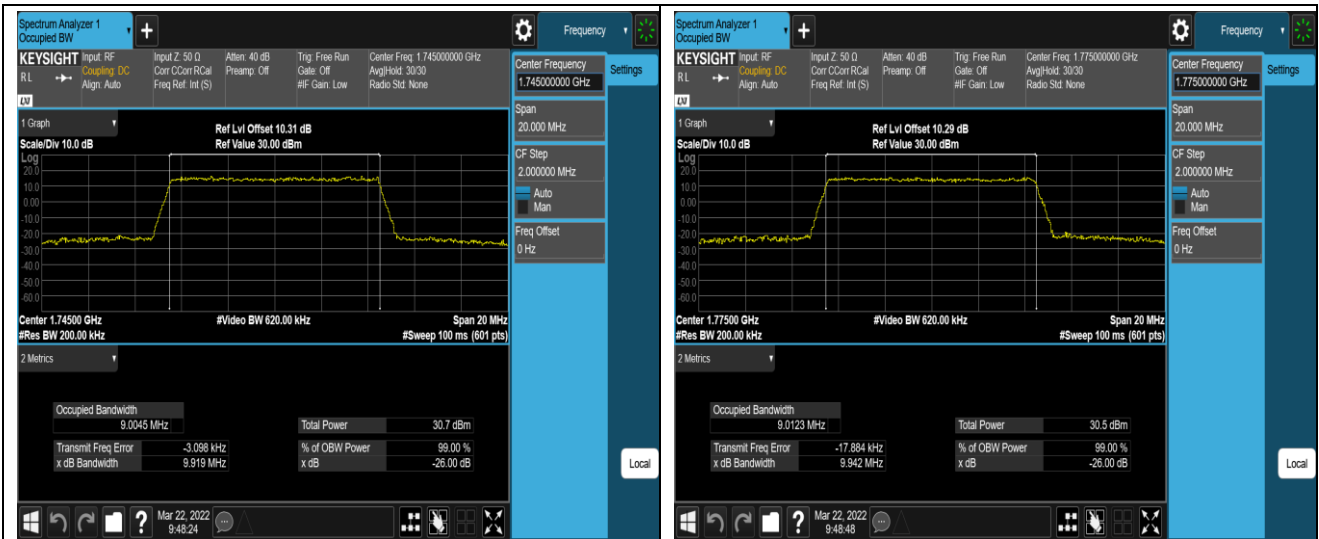 Spectrum Analyzer 1
Occupied BW
Frequency
KEYSIGHT Input: RF Input Z: 50 Ω Atten: 40 dB Trig: Free Run Center Freq: 1.745000000 GHz
R L Coupling: DC Corr CCorr RCal Preamp: Off Gate: Off Avg|Hold: 30/30
Align: Auto Freq Ref: Int (S) #IF Gain: Low Radio Std: None
LXI
Center Frequency
1.745000000 GHz
Settings
Span
20.000 MHz
CF Step
2.000000 MHz
Auto
Man
Freq Offset
0 Hz
Local
1 Graph
Ref Lvl Offset 10.31 dB
Scale/Div 10.0 dB Ref Value 30.00 dBm
Log
20.0
10.0
0.00
-10.0
-20.0
-30.0
-40.0
-50.0
-60.0
Center 1.74500 GHz #Video BW 620.00 kHz Span 20 MHz
#Res BW 200.00 kHz #Sweep 100 ms (601 pts)
2 Metrics
Occupied Bandwidth
9.0045 MHz Total Power 30.7 dBm
Transmit Freq Error -3.098 kHz % of OBW Power 99.00 %
x dB Bandwidth 9.919 MHz x dB -26.00 dB
? Mar 22, 2022
9:48:24
Spectrum Analyzer 1
Occupied BW
Frequency
KEYSIGHT Input: RF Input Z: 50 Ω Atten: 40 dB Trig: Free Run Center Freq: 1.775000000 GHz
R L Coupling: DC Corr CCorr RCal Preamp: Off Gate: Off Avg|Hold: 30/30
Align: Auto Freq Ref: Int (S) #IF Gain: Low Radio Std: None
LXI
Center Frequency
1.775000000 GHz
Settings
Span
20.000 MHz
CF Step
2.000000 MHz
Auto
Man
Freq Offset
0 Hz
Local
1 Graph
Ref Lvl Offset 10.29 dB
Scale/Div 10.0 dB Ref Value 30.00 dBm
Log
20.0
10.0
0.00
-10.0
-20.0
-30.0
-40.0
-50.0
-60.0
Center 1.77500 GHz #Video BW 620.00 kHz Span 20 MHz
#Res BW 200.00 kHz #Sweep 100 ms (601 pts)
2 Metrics
Occupied Bandwidth
9.0123 MHz Total Power 30.5 dBm
Transmit Freq Error -17.884 kHz % of OBW Power 99.00 %
x dB Bandwidth 9.942 MHz x dB -26.00 dB
? Mar 22, 2022
9:48:48